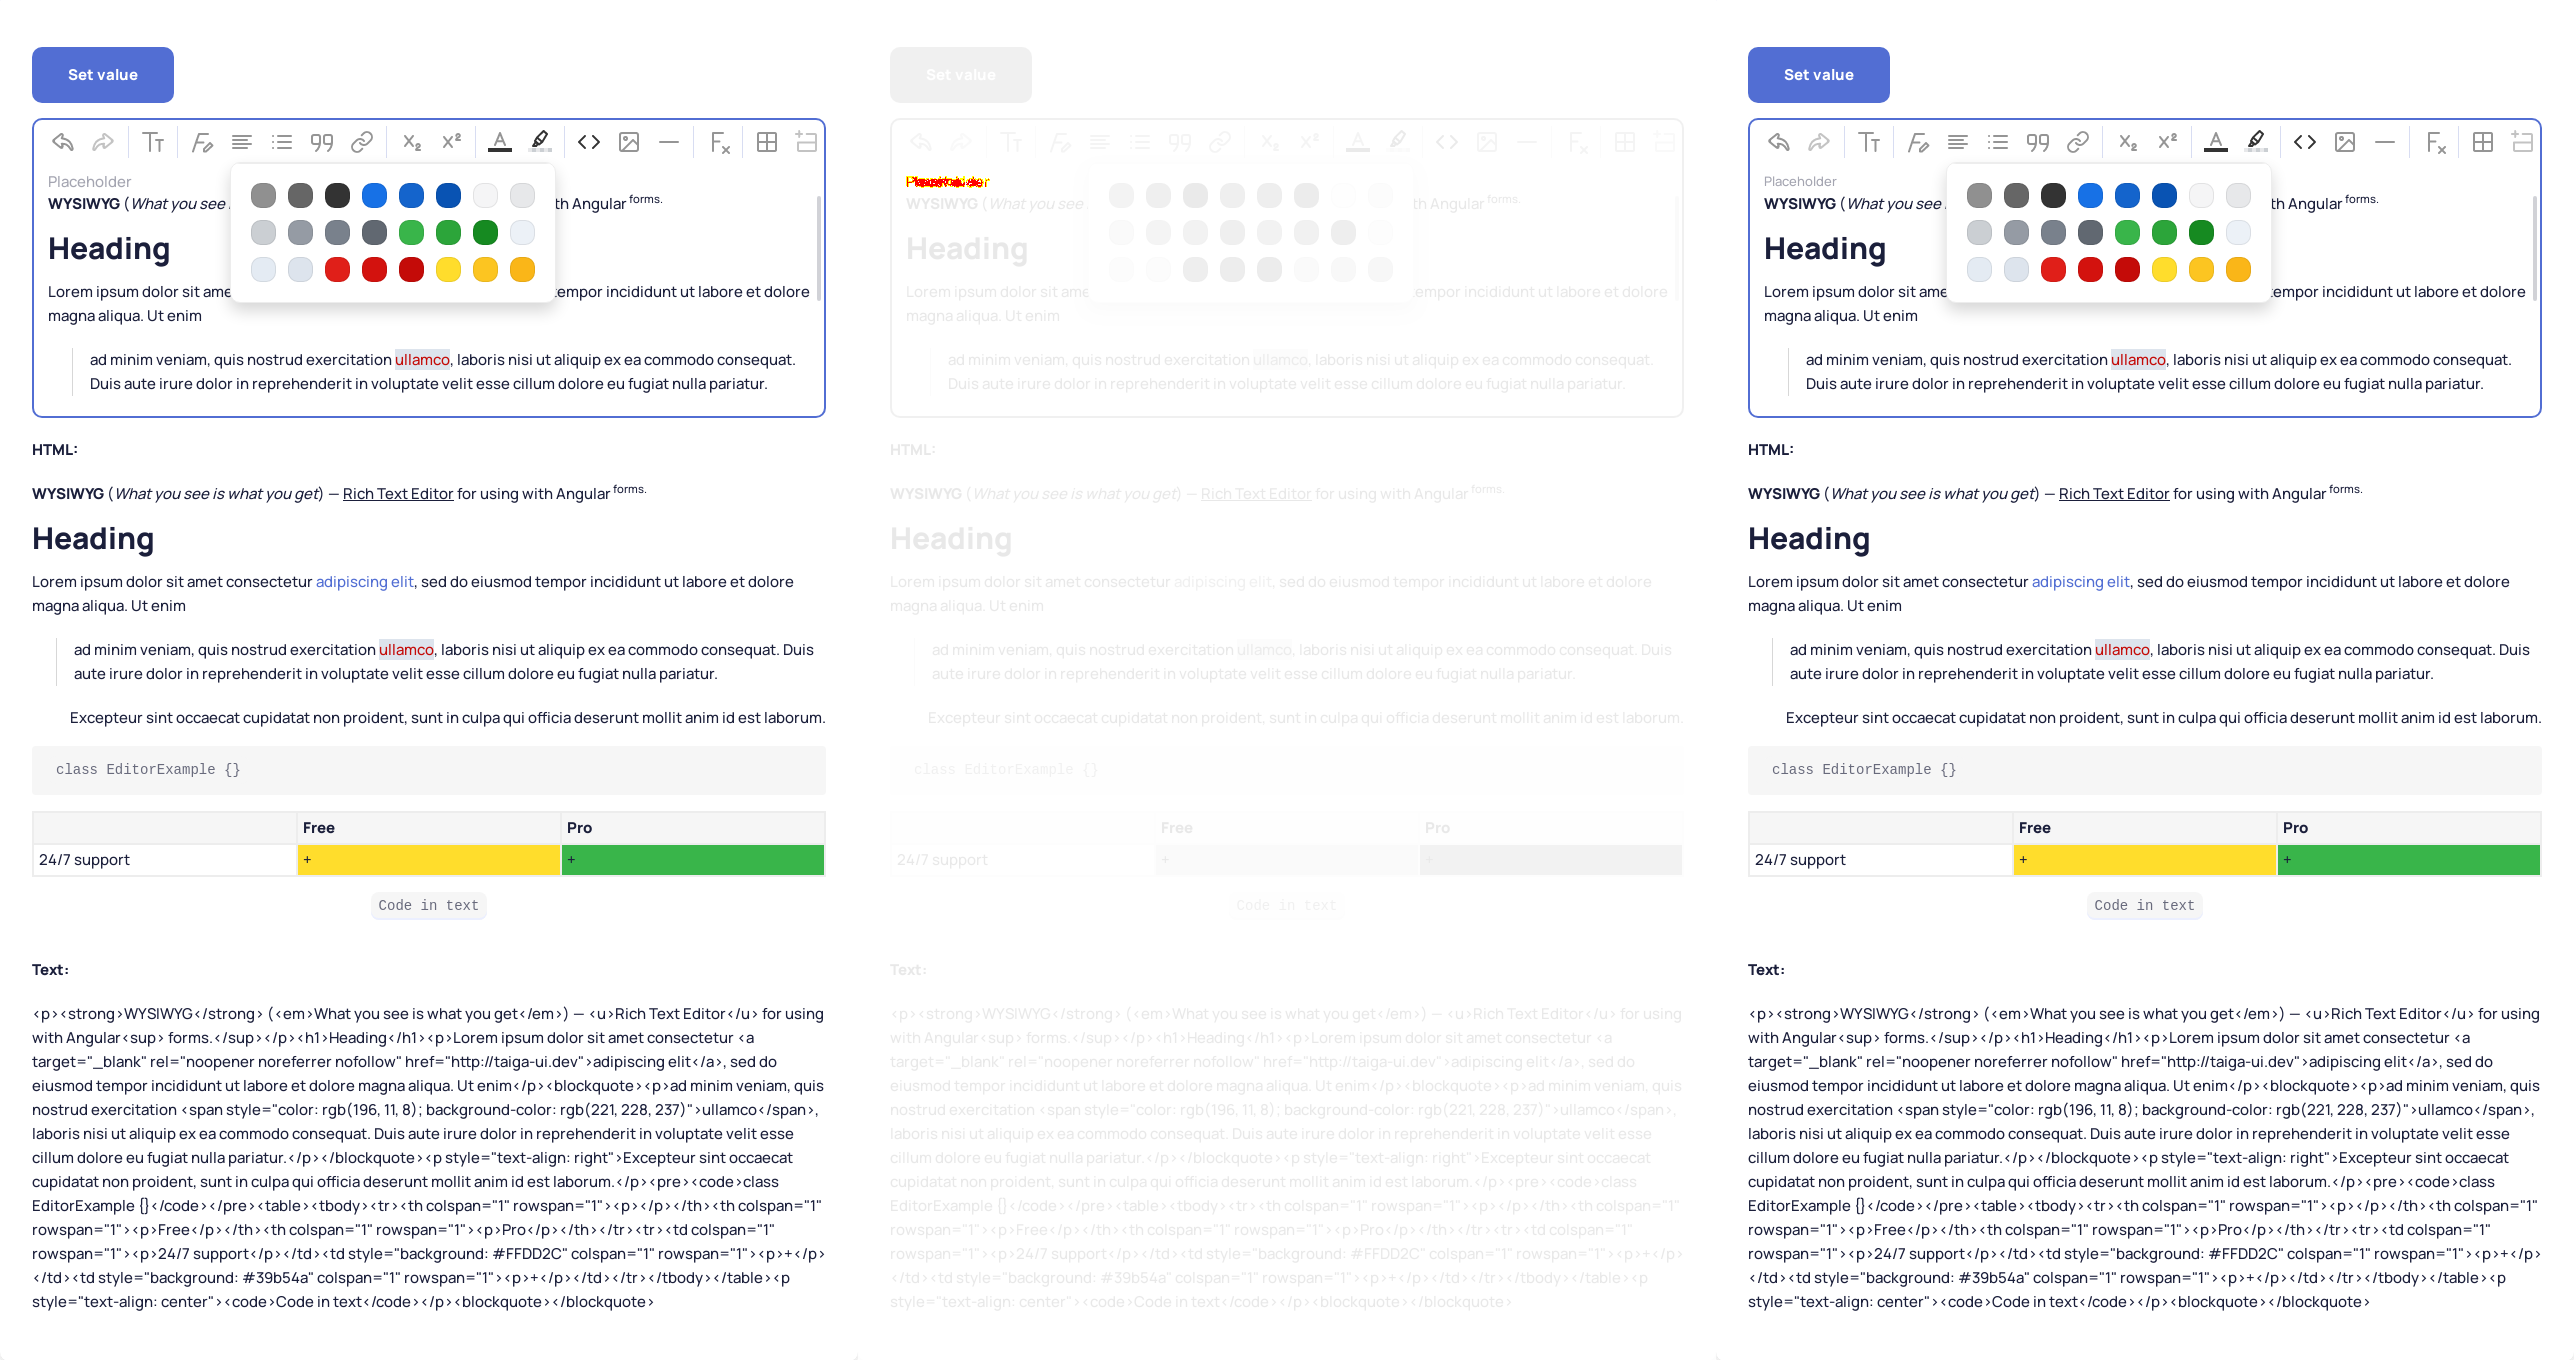 Set value
Placeholder
WYSIWYG (What you see
th Angular forms.
Heading
Lorem ipsum dolor sit ame
tempor incididunt ut labore et dolore
magna aliqua. Ut enim
ad minim veniam, quis nostrud exercitation ullamco, laboris nisi ut aliquip ex ea commodo consequat.
Duis aute irure dolor in reprehenderit in voluptate velit esse cillum dolore eu fugiat nulla pariatur.
HTML:
WYSIWYG (What you see is what you get) — Rich Text Editor for using with Angular forms.
Heading
Lorem ipsum dolor sit amet consectetur adipiscing elit, sed do eiusmod tempor incididunt ut labore et dolore
magna aliqua. Ut enim
ad minim veniam, quis nostrud exercitation ullamco, laboris nisi ut aliquip ex ea commodo consequat. Duis
aute irure dolor in reprehenderit in voluptate velit esse cillum dolore eu fugiat nulla pariatur.
Excepteur sint occaecat cupidatat non proident, sunt in culpa qui officia deserunt mollit anim id est laborum.
class EditorExample {}
Free Pro
24/7 support + +
Code in text
Text:
<p><strong>WYSIWYG</strong> (<em>What you see is what you get</em>) — <u>Rich Text Editor</u> for using
with Angular<sup> forms.</sup></p><h1>Heading</h1><p>Lorem ipsum dolor sit amet consectetur <a
target="_blank" rel="noopener noreferrer nofollow" href="http://taiga-ui.dev">adipiscing elit</a>, sed do
eiusmod tempor incididunt ut labore et dolore magna aliqua. Ut enim</p><blockquote><p>ad minim veniam, quis
nostrud exercitation <span style="color: rgb(196, 11, 8); background-color: rgb(221, 228, 237)">ullamco</span>,
laboris nisi ut aliquip ex ea commodo consequat. Duis aute irure dolor in reprehenderit in voluptate velit esse
cillum dolore eu fugiat nulla pariatur.</p></blockquote><p style="text-align: right">Excepteur sint occaecat
cupidatat non proident, sunt in culpa qui officia deserunt mollit anim id est laborum.</p><pre><code>class
EditorExample {}</code></pre><table><tbody><tr><th colspan="1" rowspan="1"><p></p></th><th colspan="1"
rowspan="1"><p>Free</p></th><th colspan="1" rowspan="1"><p>Pro</p></th></tr><tr><td colspan="1"
rowspan="1"><p>24/7 support</p></td><td style="background: #FFDD2C" colspan="1" rowspan="1"><p>+</p>
</td><td style="background: #39b54a" colspan="1" rowspan="1"><p>+</p></td></tr></tbody></table><p
style="text-align: center"><code>Code in text</code></p><blockquote></blockquote>
Set value
WYSIWYG (What you see
th Angular forms.
Heading
Lorem ipsum dolor sit ame
tempor incididunt ut labore et dolore
magna aliqua. Ut enim
ad minim veniam, quis nostrud exercitation ullamco, laboris nisi ut aliquip ex ea commodo consequat.
Duis aute irure dolor in reprehenderit in voluptate velit esse cillum dolore eu fugiat nulla pariatur.
HTML:
WYSIWYG (What you see is what you get) — Rich Text Editor for using with Angular forms.
Heading
Lorem ipsum dolor sit amet consectetur adipiscing elit, sed do eiusmod tempor incididunt ut labore et dolore
magna aliqua. Ut enim
ad minim veniam, quis nostrud exercitation ullamco, laboris nisi ut aliquip ex ea commodo consequat. Duis
aute irure dolor in reprehenderit in voluptate velit esse cillum dolore eu fugiat nulla pariatur.
Excepteur sint occaecat cupidatat non proident, sunt in culpa qui officia deserunt mollit anim id est laborum.
class EditorExample {}
Free Pro
24/7 support + +
Code in text
Text:
<p><strong>WYSIWYG</strong> (<em>What you see is what you get</em>) — <u>Rich Text Editor</u> for using
with Angular<sup> forms.</sup></p><h1>Heading</h1><p>Lorem ipsum dolor sit amet consectetur <a
target="_blank" rel="noopener noreferrer nofollow" href="http://taiga-ui.dev">adipiscing elit</a>, sed do
eiusmod tempor incididunt ut labore et dolore magna aliqua. Ut enim</p><blockquote><p>ad minim veniam, quis
nostrud exercitation <span style="color: rgb(196, 11, 8); background-color: rgb(221, 228, 237)">ullamco</span>,
laboris nisi ut aliquip ex ea commodo consequat. Duis aute irure dolor in reprehenderit in voluptate velit esse
cillum dolore eu fugiat nulla pariatur.</p></blockquote><p style="text-align: right">Excepteur sint occaecat
cupidatat non proident, sunt in culpa qui officia deserunt mollit anim id est laborum.</p><pre><code>class
EditorExample {}</code></pre><table><tbody><tr><th colspan="1" rowspan="1"><p></p></th><th colspan="1"
rowspan="1"><p>Free</p></th><th colspan="1" rowspan="1"><p>Pro</p></th></tr><tr><td colspan="1"
rowspan="1"><p>24/7 support</p></td><td style="background: #FFDD2C" colspan="1" rowspan="1"><p>+</p>
</td><td style="background: #39b54a" colspan="1" rowspan="1"><p>+</p></td></tr></tbody></table><p
style="text-align: center"><code>Code in text</code></p><blockquote></blockquote>
Set value
Placeholder
WYSIWYG (What you see
th Angular forms.
Heading
Lorem ipsum dolor sit ame
tempor incididunt ut labore et dolore
magna aliqua. Ut enim
ad minim veniam, quis nostrud exercitation ullamco, laboris nisi ut aliquip ex ea commodo consequat.
Duis aute irure dolor in reprehenderit in voluptate velit esse cillum dolore eu fugiat nulla pariatur.
HTML:
WYSIWYG (What you see is what you get) — Rich Text Editor for using with Angular forms.
Heading
Lorem ipsum dolor sit amet consectetur adipiscing elit, sed do eiusmod tempor incididunt ut labore et dolore
magna aliqua. Ut enim
ad minim veniam, quis nostrud exercitation ullamco, laboris nisi ut aliquip ex ea commodo consequat. Duis
aute irure dolor in reprehenderit in voluptate velit esse cillum dolore eu fugiat nulla pariatur.
Excepteur sint occaecat cupidatat non proident, sunt in culpa qui officia deserunt mollit anim id est laborum.
class EditorExample {}
Free Pro
24/7 support + +
Code in text
Text:
<p><strong>WYSIWYG</strong> (<em>What you see is what you get</em>) — <u>Rich Text Editor</u> for using
with Angular<sup> forms.</sup></p><h1>Heading</h1><p>Lorem ipsum dolor sit amet consectetur <a
target="_blank" rel="noopener noreferrer nofollow" href="http://taiga-ui.dev">adipiscing elit</a>, sed do
eiusmod tempor incididunt ut labore et dolore magna aliqua. Ut enim</p><blockquote><p>ad minim veniam, quis
nostrud exercitation <span style="color: rgb(196, 11, 8); background-color: rgb(221, 228, 237)">ullamco</span>,
laboris nisi ut aliquip ex ea commodo consequat. Duis aute irure dolor in reprehenderit in voluptate velit esse
cillum dolore eu fugiat nulla pariatur.</p></blockquote><p style="text-align: right">Excepteur sint occaecat
cupidatat non proident, sunt in culpa qui officia deserunt mollit anim id est laborum.</p><pre><code>class
EditorExample {}</code></pre><table><tbody><tr><th colspan="1" rowspan="1"><p></p></th><th colspan="1"
rowspan="1"><p>Free</p></th><th colspan="1" rowspan="1"><p>Pro</p></th></tr><tr><td colspan="1"
rowspan="1"><p>24/7 support</p></td><td style="background: #FFDD2C" colspan="1" rowspan="1"><p>+</p>
</td><td style="background: #39b54a" colspan="1" rowspan="1"><p>+</p></td></tr></tbody></table><p
style="text-align: center"><code>Code in text</code></p><blockquote></blockquote>